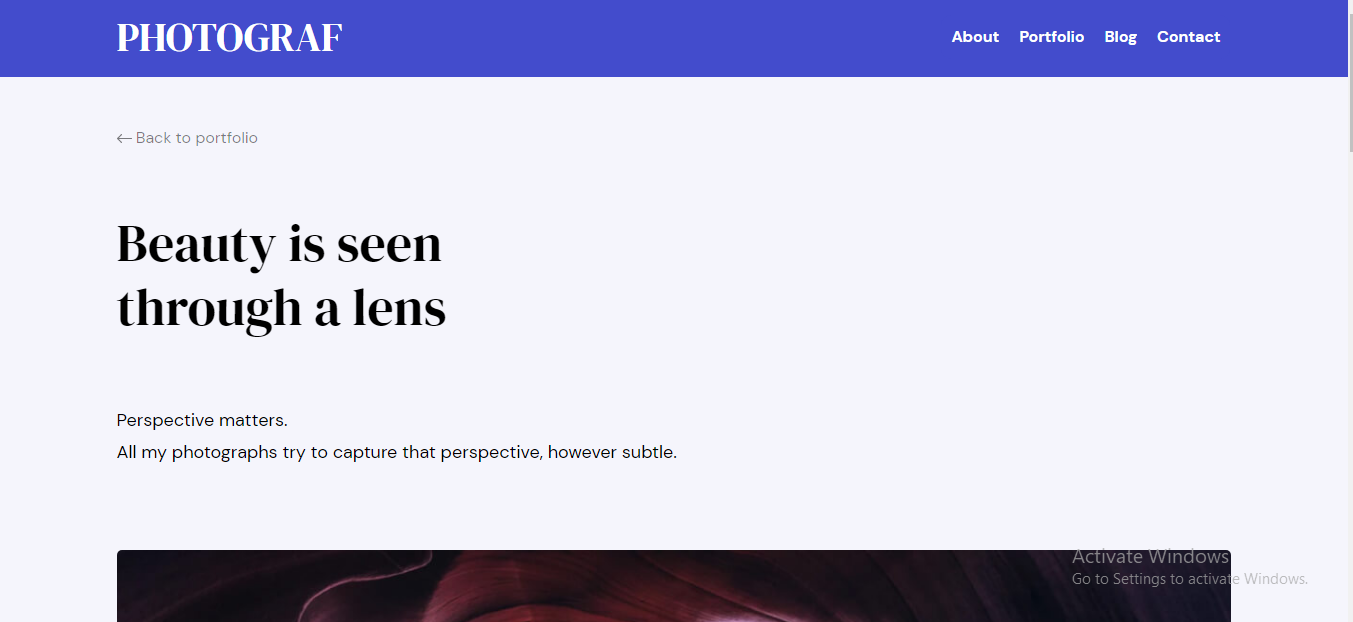 PHOTOGRAF
About Portfolio Blog Contact
← Back to portfolio
Beauty is seen
through a lens
Perspective matters.
All my photographs try to capture that perspective, however subtle.
Activate Windows
Go to Settings to activate Windows.